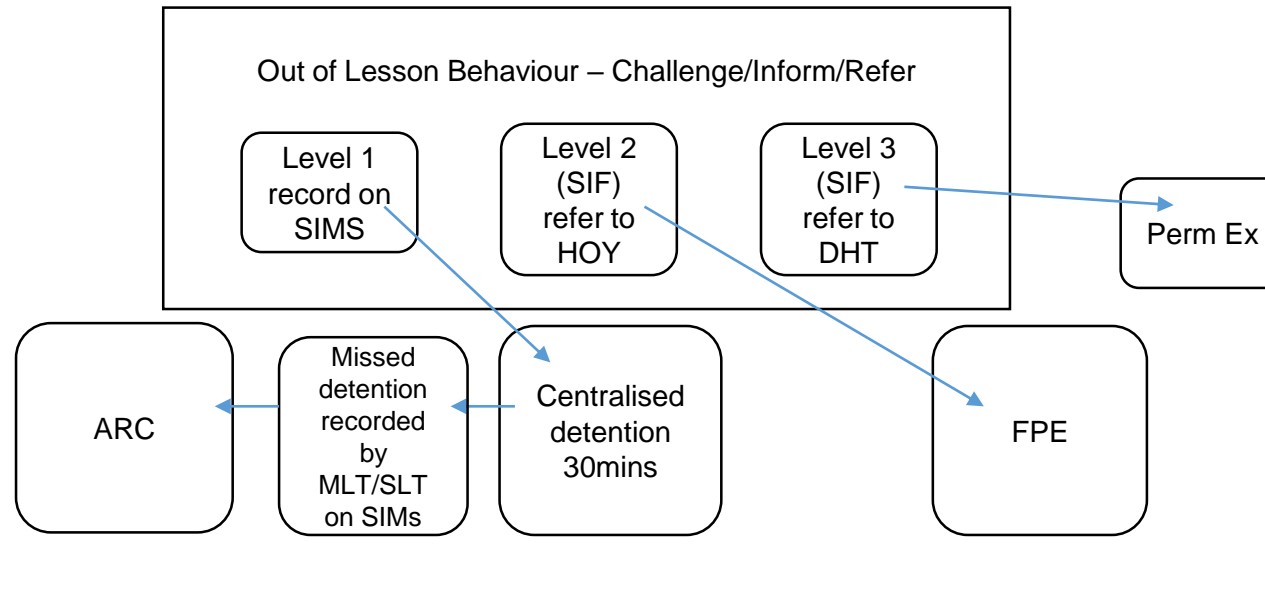 Out of Lesson Behaviour – Challenge/Inform/Refer
Level 1
record on
SIMS
Level 2
(SIF)
refer to
HOY
Level 3
(SIF)
refer to
DHT
Perm Ex
ARC
Missed
detention
recorded
by
MLT/SLT
on SIMs
Centralised
detention
30mins
FPE